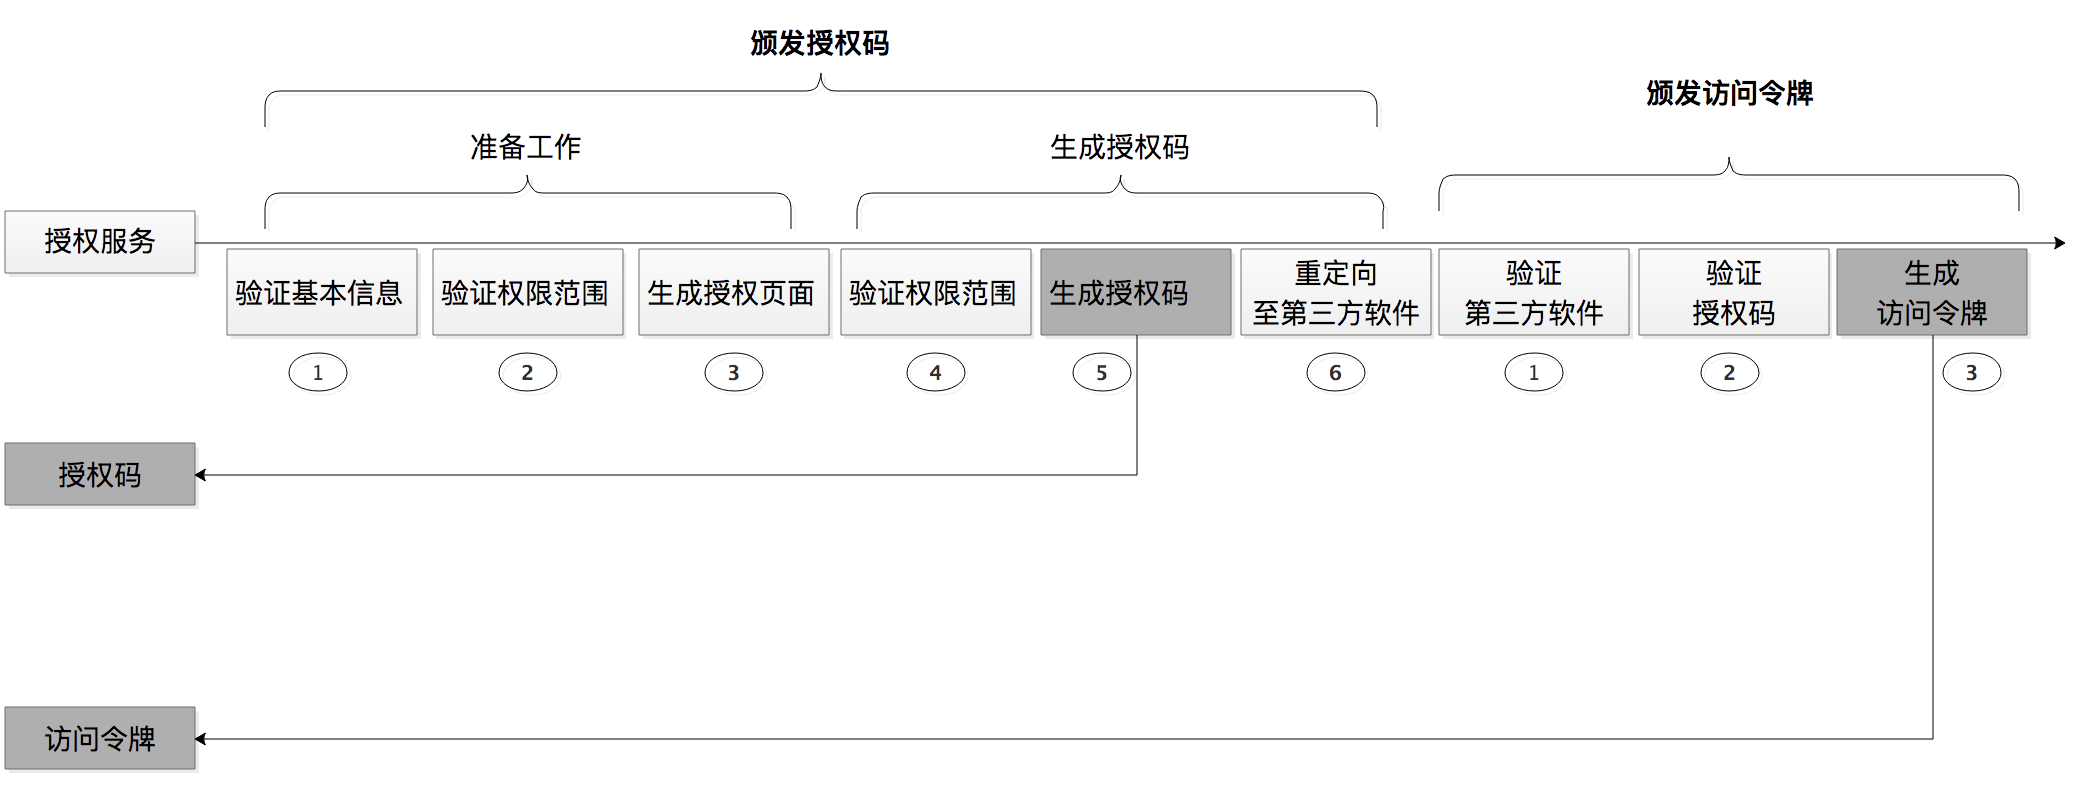 颁发授权码
颁发访问令牌
准备工作
生成授权码
授权服务
验证基本信息
验证权限范围
生成授权页面
验证权限范围
生成授权码
重定向
至第三方软件
验证
第三方软件
验证
授权码
生成
访问令牌
1
2
3
4
5
6
1
2
3
授权码
访问令牌